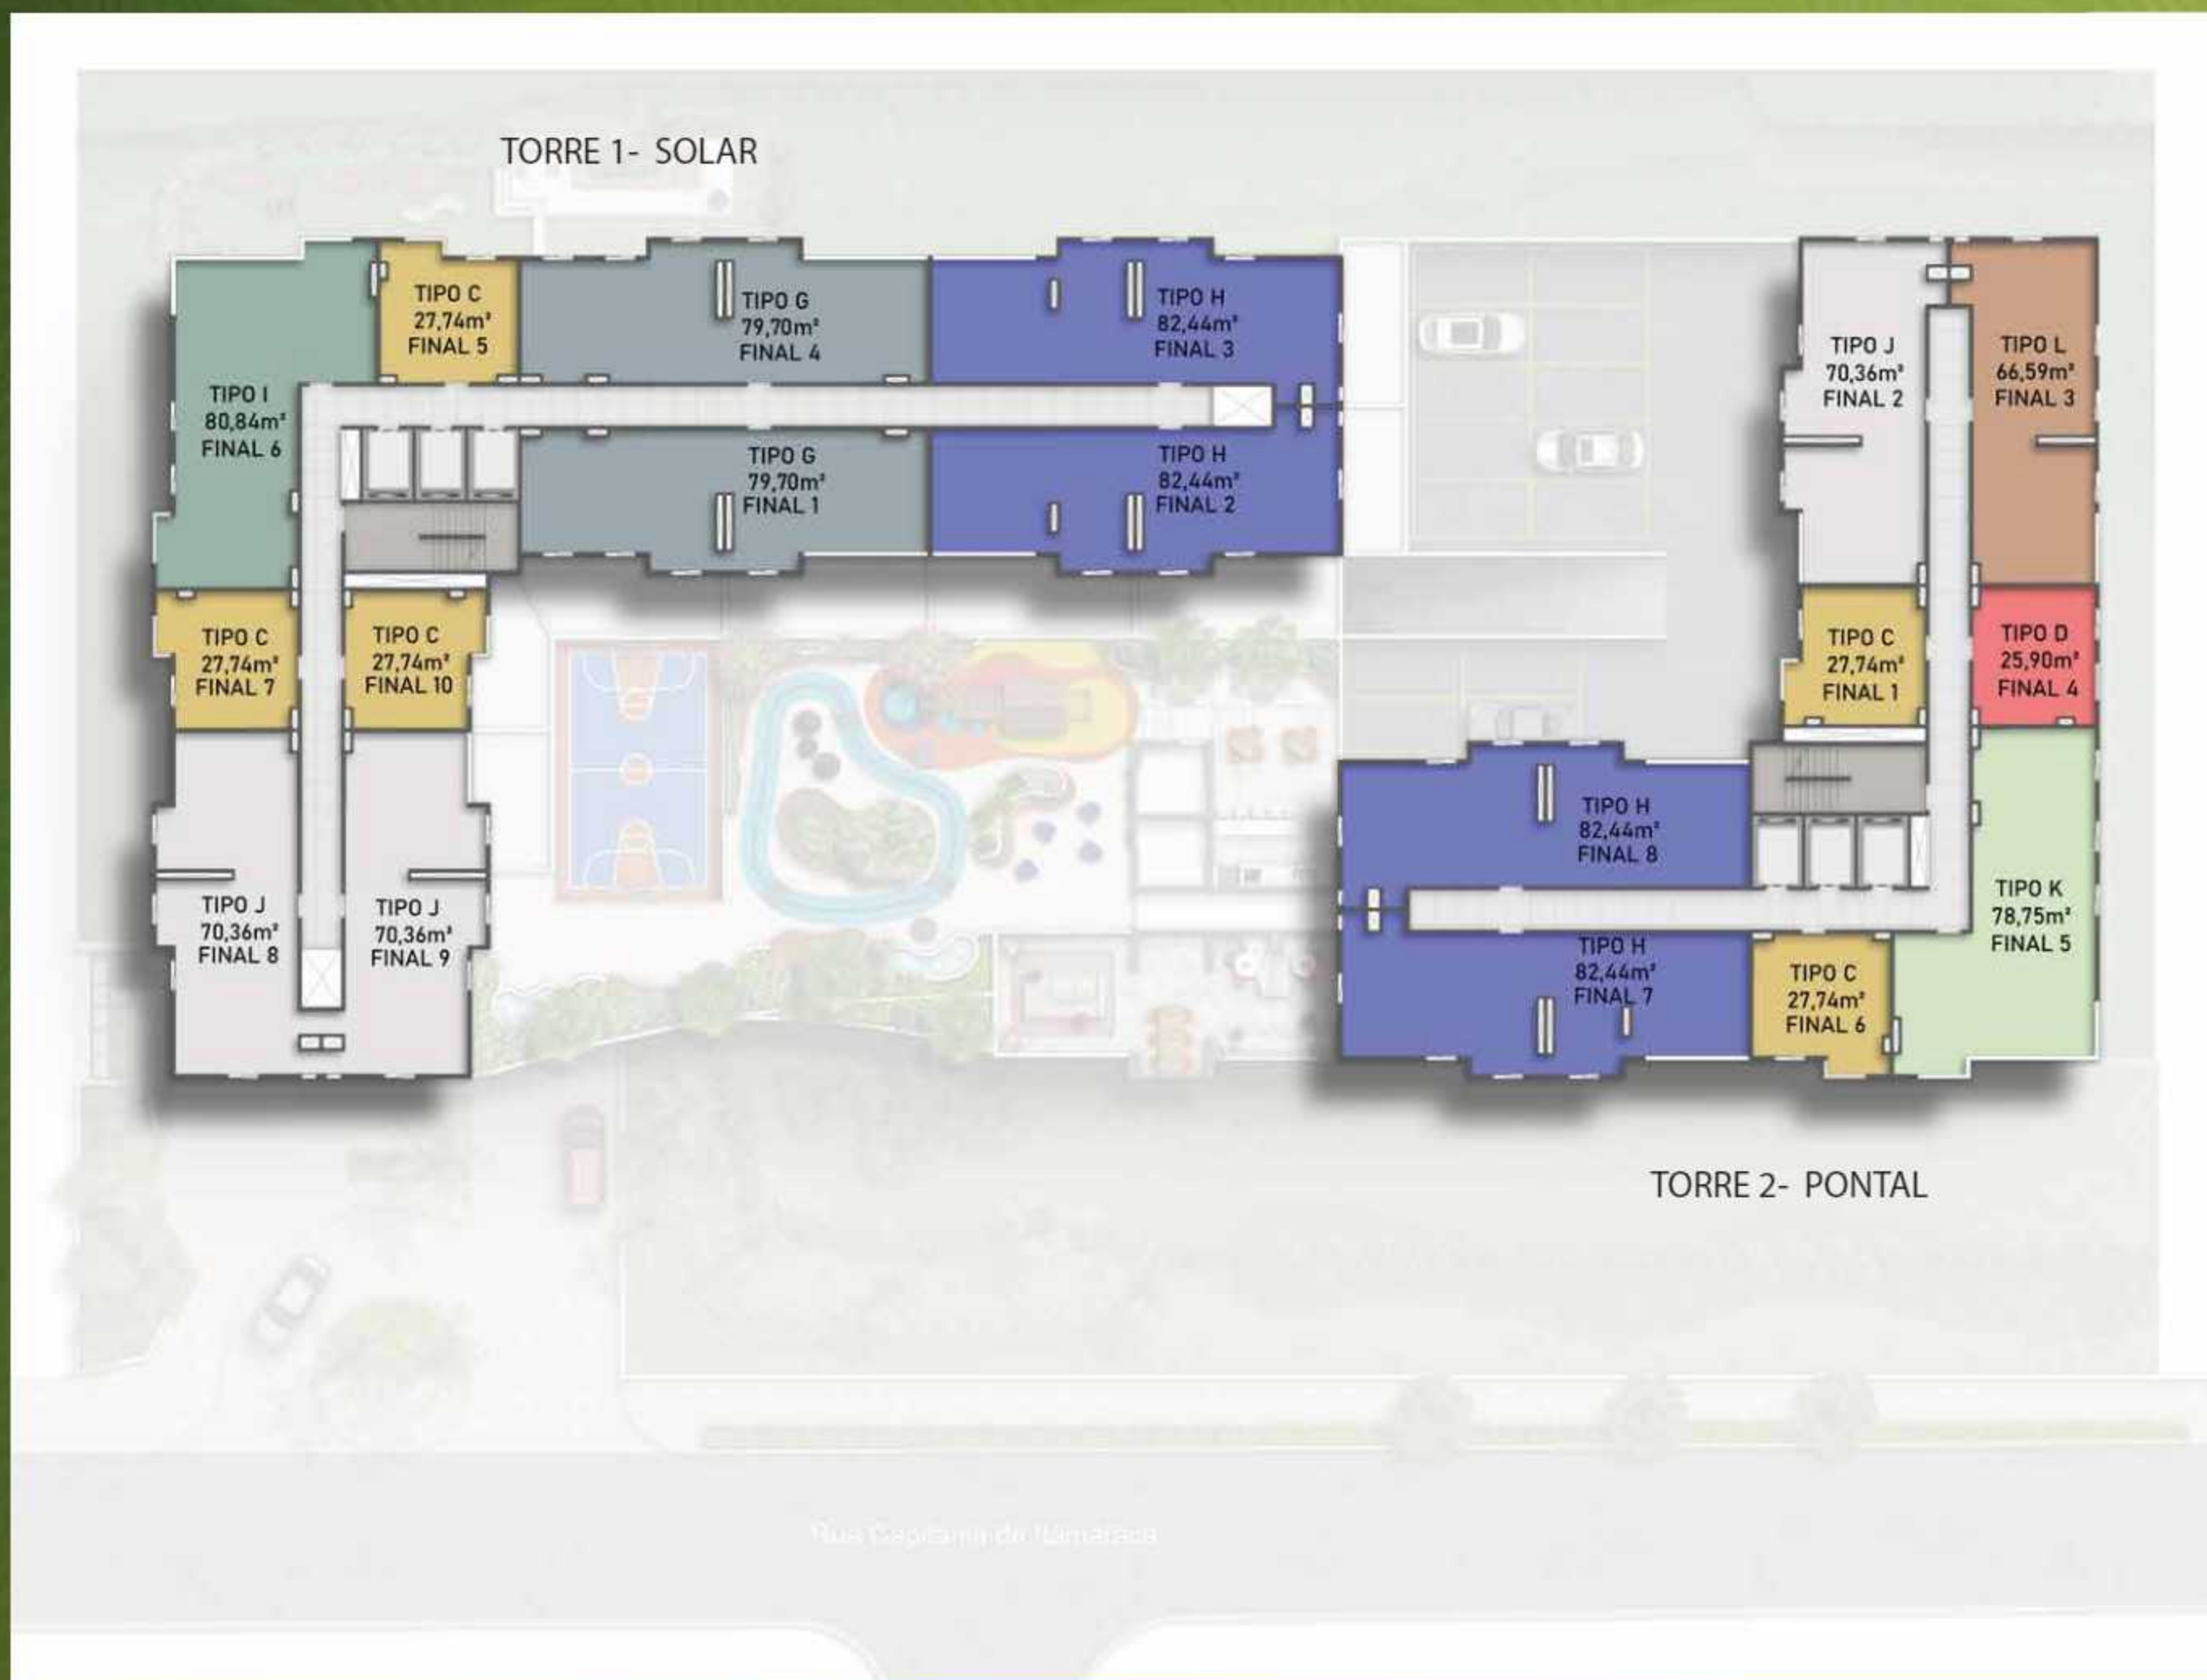 TORRE 1- SOLAR
TIPO I
80,84m²
FINAL 6
TIPO C
27,74m²
FINAL 5
TIPO G
79,70m²
FINAL 4
TIPO H
82,44m²
FINAL 3
TIPO G
79,70m²
FINAL 1
TIPO H
82,44m²
FINAL 2
TIPO C
27,74m²
FINAL 7
TIPO C
27,74m²
FINAL 10
TIPO J
70,36m²
FINAL 8
TIPO J
70,36m²
FINAL 9
TIPO J
70,36m²
FINAL 2
TIPO L
66,59m²
FINAL 3
TIPO C
27,74m²
FINAL 1
TIPO D
25,90m²
FINAL 4
TIPO H
82,44m²
FINAL 8
TIPO K
78,75m²
FINAL 5
TIPO H
82,44m²
FINAL 7
TIPO C
27,74m²
FINAL 6
TORRE 2- PONTAL
Rua Capitania de Itamaracá